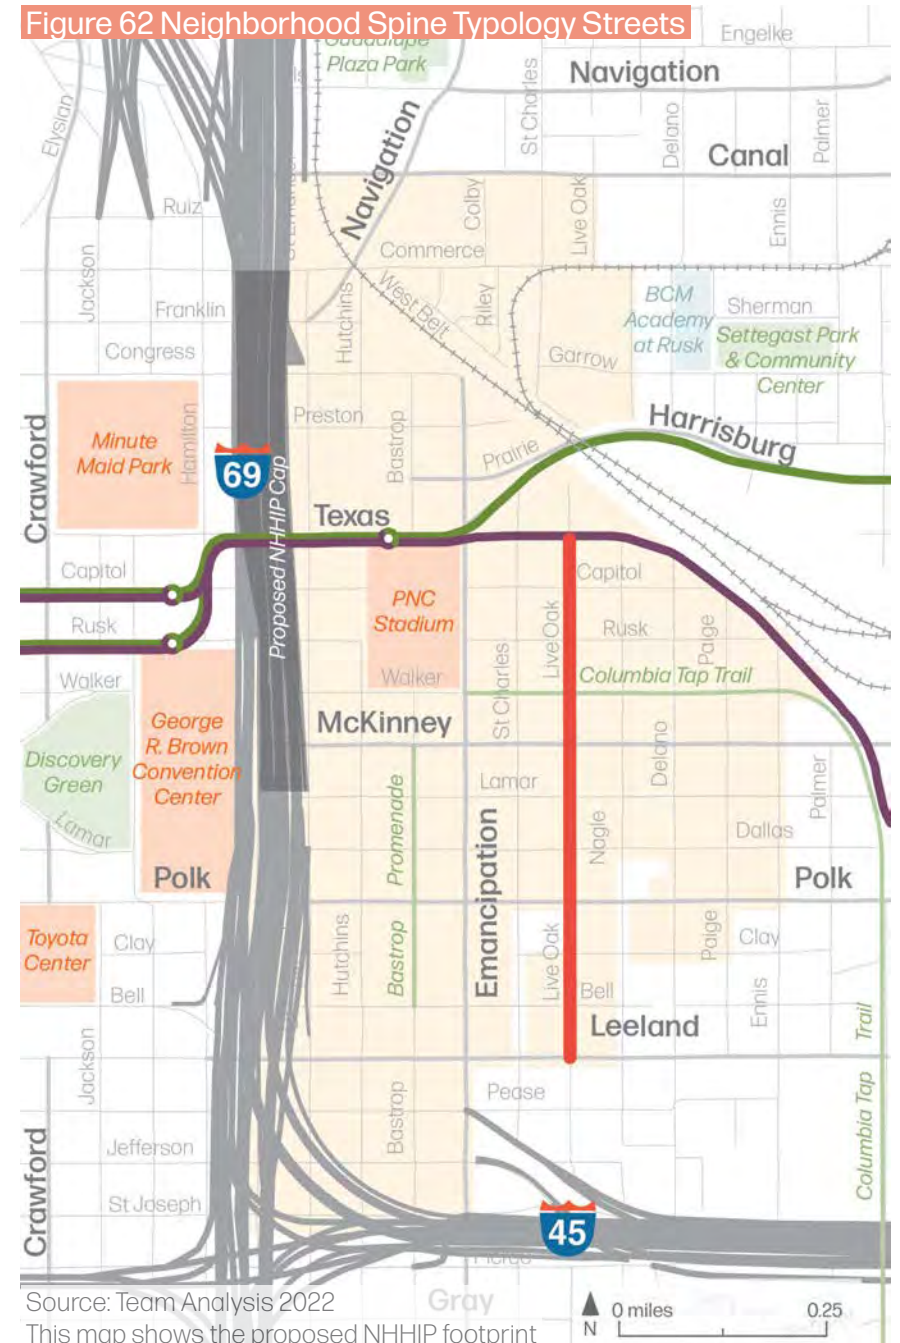 Figure 62 Neighborhood Spine Typology Streets
Engelke
Guadalupe
Plaza Park
Navigation
St Charles
Delano
Palmer
Elysian
Navigation
Canal
Ruiz
Colby
Live Oak
Ennis
Commerce
Jackson
Franklin
Hutchins
West Belt
Riley
BCM
Academy
at Rusk
Sherman
Settegast Park
& Community
Center
Congress
Garrow
Crawford
Minute
Maid Park
Hamilton
Preston
Bastrop
Prairie
Harrisburg
69
Proposed NHHIP Cap
Texas
Capitol
Capitol
PNC
Stadium
Live Oak
Rusk
Rusk
Paige
St Charles
Walker
Walker
Columbia Tap Trail
George
R. Brown
Convention
Center
McKinney
Discovery
Green
Delano
Lamar
Lamar
Palmer
Promenade
Emancipation
Nagle
Dallas
Polk
Polk
Toyota
Center
Clay
Hutchins
Bastrop
Live Oak
Paige
Clay
Bell
Bell
Ennis
Leeland
Trail
Jackson
Pease
Bastrop
Columbia Tap
Jefferson
Crawford
St Joseph
45
Pierce
Source: Team Analysis 2022
Gray
N
0 miles
0.25
This map shows the proposed NHHIP footprint